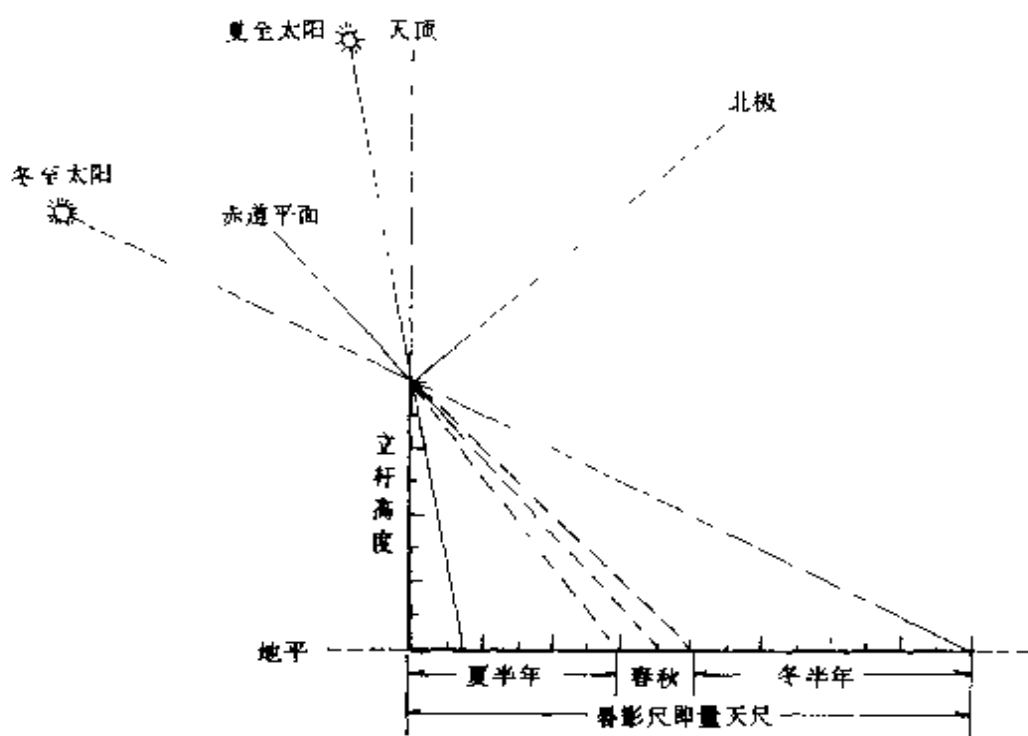 夏至太阳
天顶
北极
冬至太阳
赤道平面
立杆高度
地平
夏半年
春秋
冬半年
晷影尺即量天尺